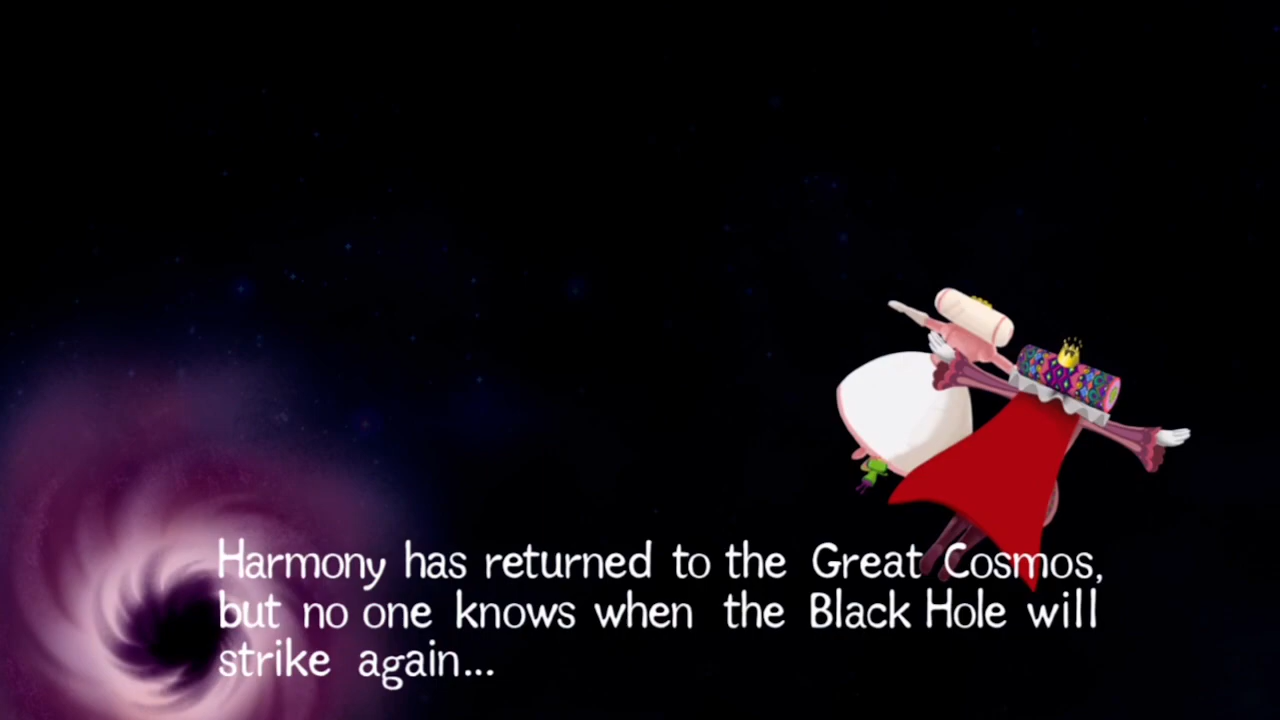 Harmony has returned to the Great Cosmos,
but no one knows when the Black Hole will
strike again...